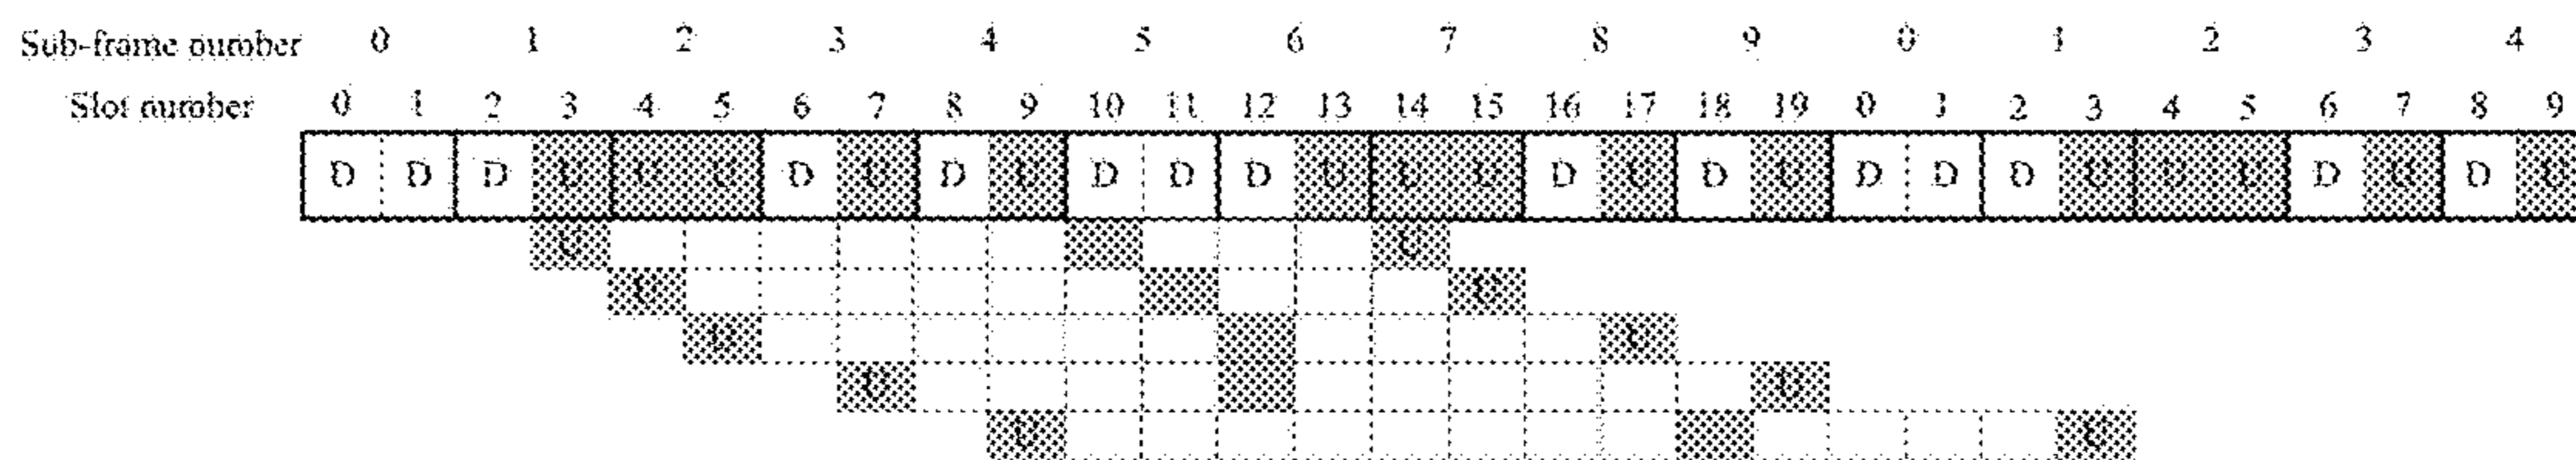 Sub-frame number 0 1 2 3 4 5 6 7 8 9 0 1 2 3 4
Slot number 0 1 2 3 4 5 6 7 8 9 10 11 12 13 14 15 16 17 18 19 0 1 2 3 4 5 6 7 8 9
D D D U U U D U D U D D D U U U D U D U D D D U U U D U D U
U U
U U
U U
U U
U U